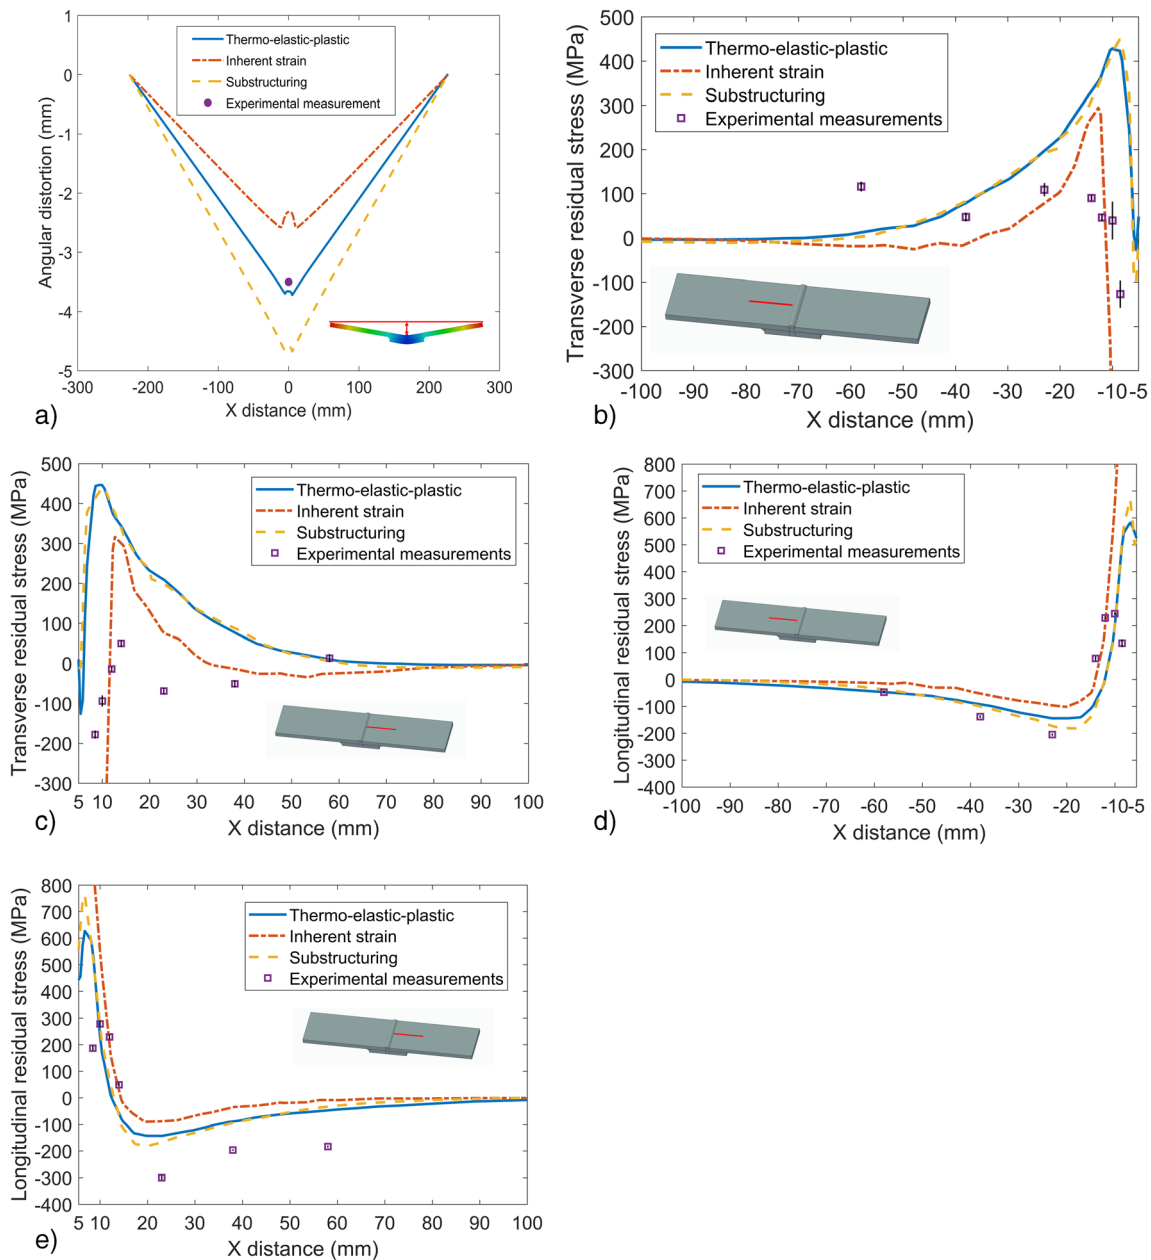 1
0
-1
-2
-3
-4
-5
Angular distortion (mm)
Thermo-elastic-plastic
Inherent strain
Substructuring
Experimental measurement
-300 -200 -100 0 100 200 300
X distance (mm)
a)
500
400
300
200
100
0
-100
-200
-300
Transverse residual stress (MPa)
Thermo-elastic-plastic
Inherent strain
Substructuring
Experimental measurements
-100 -90 -80 -70 -60 -50 -40 -30 -20 -10 -5
X distance (mm)
b)
500
400
300
200
100
0
-100
-200
-300
Transverse residual stress (MPa)
Thermo-elastic-plastic
Inherent strain
Substructuring
Experimental measurements
5 10 20 30 40 50 60 70 80 90 100
X distance (mm)
c)
800
700
600
500
400
300
200
100
0
-100
-200
-300
-400
Longitudinal residual stress (MPa)
Thermo-elastic-plastic
Inherent strain
Substructuring
Experimental measurements
-100 -90 -80 -70 -60 -50 -40 -30 -20 -10 -5
X distance (mm)
d)
800
700
600
500
400
300
200
100
0
-100
-200
-300
-400
Longitudinal residual stress (MPa)
Thermo-elastic-plastic
Inherent strain
Substructuring
Experimental measurements
5 10 20 30 40 50 60 70 80 90 100
X distance (mm)
e)